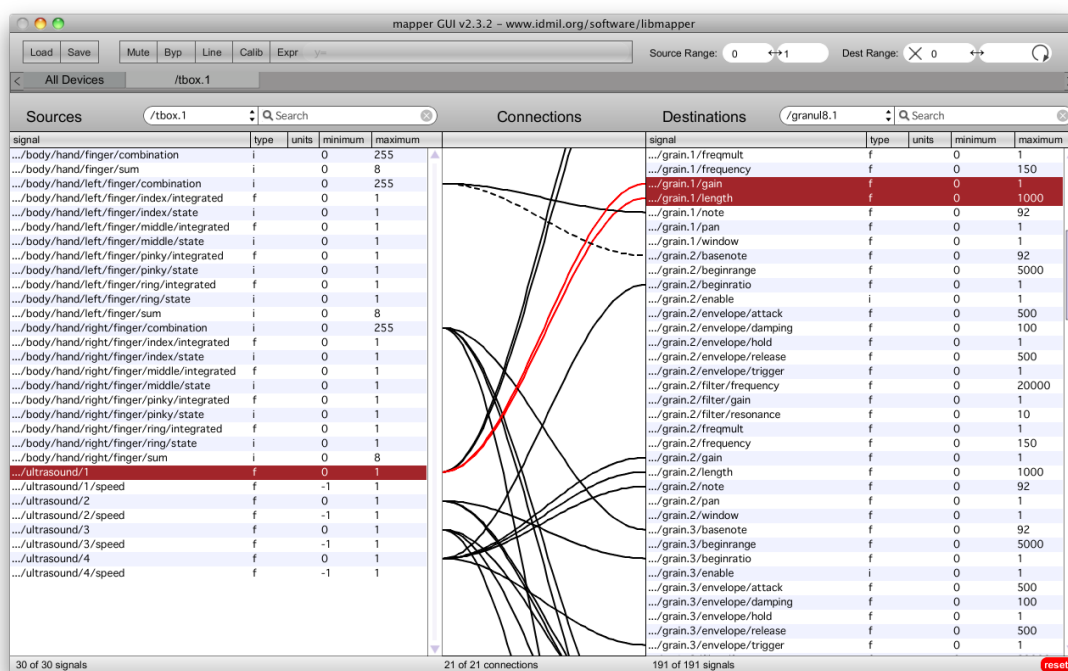 mapper GUI v2.3.2 – www.idmil.org/software/libmapper
Load Save Mute Byp Line Calib Expr y= Source Range: 0 ↔ 1 Dest Range: 0 ↔
< All Devices /tbox.1
Sources /tbox.1 Search Connections Destinations /granul8.1 Search
signal type units minimum maximum signal type units minimum maximum
.../body/hand/finger/combination i 0 255 .../grain.1/freqmult f 0 1
.../body/hand/finger/sum i 0 8 .../grain.1/frequency f 0 150
.../body/hand/left/finger/combination i 0 255 .../grain.1/gain f 0 1
.../body/hand/left/finger/index/integrated f 0 1 .../grain.1/length f 0 1000
.../body/hand/left/finger/index/state i 0 1 .../grain.1/note f 0 92
.../body/hand/left/finger/middle/integrated f 0 1 .../grain.1/pan f 0 1
.../body/hand/left/finger/middle/state i 0 1 .../grain.1/window f 0 1
.../body/hand/left/finger/pinky/integrated f 0 1 .../grain.2/basenote f 0 92
.../body/hand/left/finger/pinky/state i 0 1 .../grain.2/beginrange f 0 5000
.../body/hand/left/finger/ring/integrated f 0 1 .../grain.2/beginratio f 0 1
.../body/hand/left/finger/ring/state i 0 1 .../grain.2/enable i 0 1
.../body/hand/left/finger/sum i 0 8 .../grain.2/envelope/attack f 0 500
.../body/hand/right/finger/combination i 0 255 .../grain.2/envelope/damping f 0 100
.../body/hand/right/finger/index/integrated f 0 1 .../grain.2/envelope/hold f 0 1
.../body/hand/right/finger/index/state i 0 1 .../grain.2/envelope/release f 0 500
.../body/hand/right/finger/middle/integrated f 0 1 .../grain.2/envelope/trigger f 0 1
.../body/hand/right/finger/middle/state i 0 1 .../grain.2/filter/frequency f 0 20000
.../body/hand/right/finger/pinky/integrated f 0 1 .../grain.2/filter/gain f 0 1
.../body/hand/right/finger/pinky/state i 0 1 .../grain.2/filter/resonance f 0 10
.../body/hand/right/finger/ring/integrated f 0 1 .../grain.2/freqmult f 0 1
.../body/hand/right/finger/ring/state i 0 1 .../grain.2/frequency f 0 150
.../body/hand/right/finger/sum i 0 8 .../grain.2/gain f 0 1
.../ultrasound/1 f 0 1 .../grain.2/length f 0 1000
.../ultrasound/1/speed f -1 1 .../grain.2/note f 0 92
.../ultrasound/2 f 0 1 .../grain.2/pan f 0 1
.../ultrasound/2/speed f -1 1 .../grain.2/window f 0 1
.../ultrasound/3 f 0 1 .../grain.3/basenote f 0 92
.../ultrasound/3/speed f -1 1 .../grain.3/beginrange f 0 5000
.../ultrasound/4 f 0 1 .../grain.3/beginratio f 0 1
.../ultrasound/4/speed f -1 1 .../grain.3/enable i 0 1
.../grain.3/envelope/attack f 0 500
.../grain.3/envelope/damping f 0 100
.../grain.3/envelope/hold f 0 1
.../grain.3/envelope/release f 0 500
.../grain.3/envelope/trigger f 0 1
30 of 30 signals 21 of 21 connections 191 of 191 signals reset